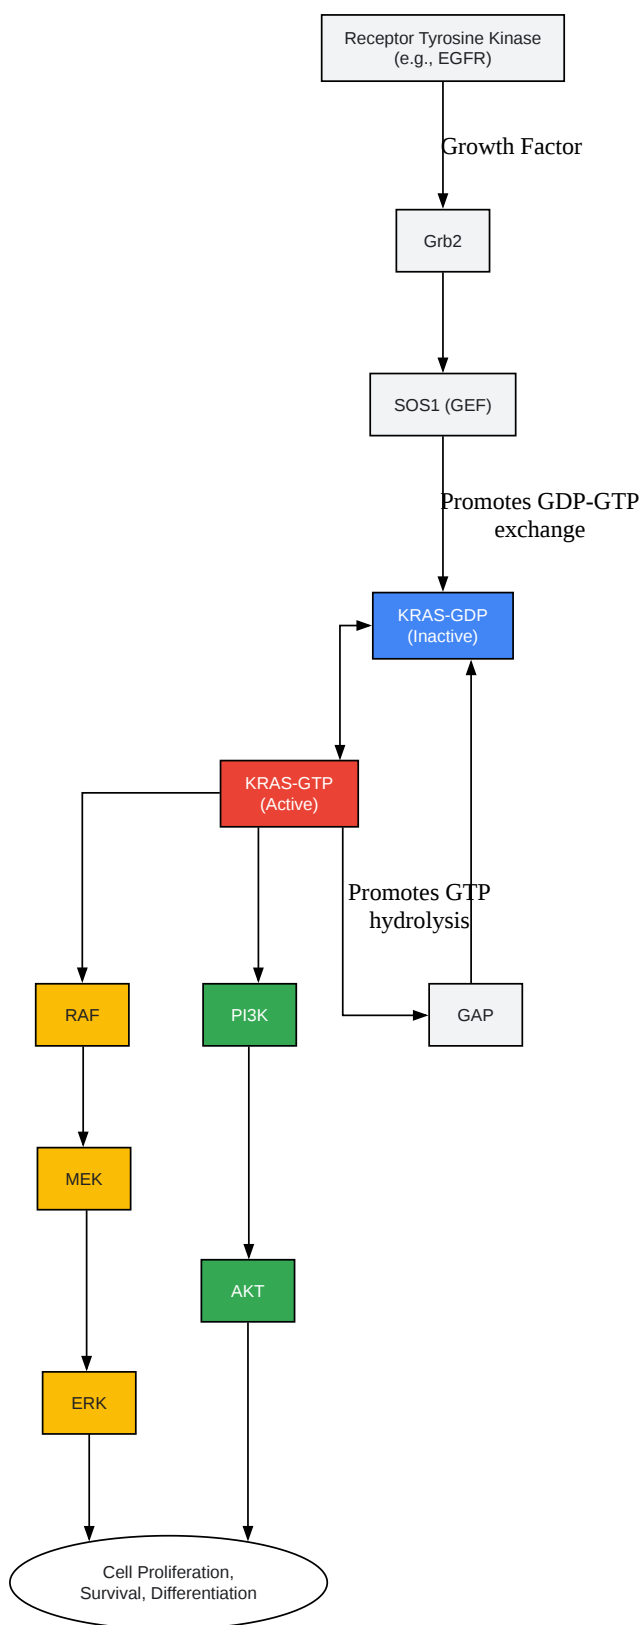 Receptor Tyrosine Kinase
(e.g., EGFR)
Growth Factor
Grb2
SOS1 (GEF)
Promotes GDP-GTP
exchange
KRAS-GDP
(Inactive)
KRAS-GTP
(Active)
Promotes GTP
hydrolysis
RAF
PI3K
GAP
MEK
AKT
ERK
Cell Proliferation,
Survival, Differentiation